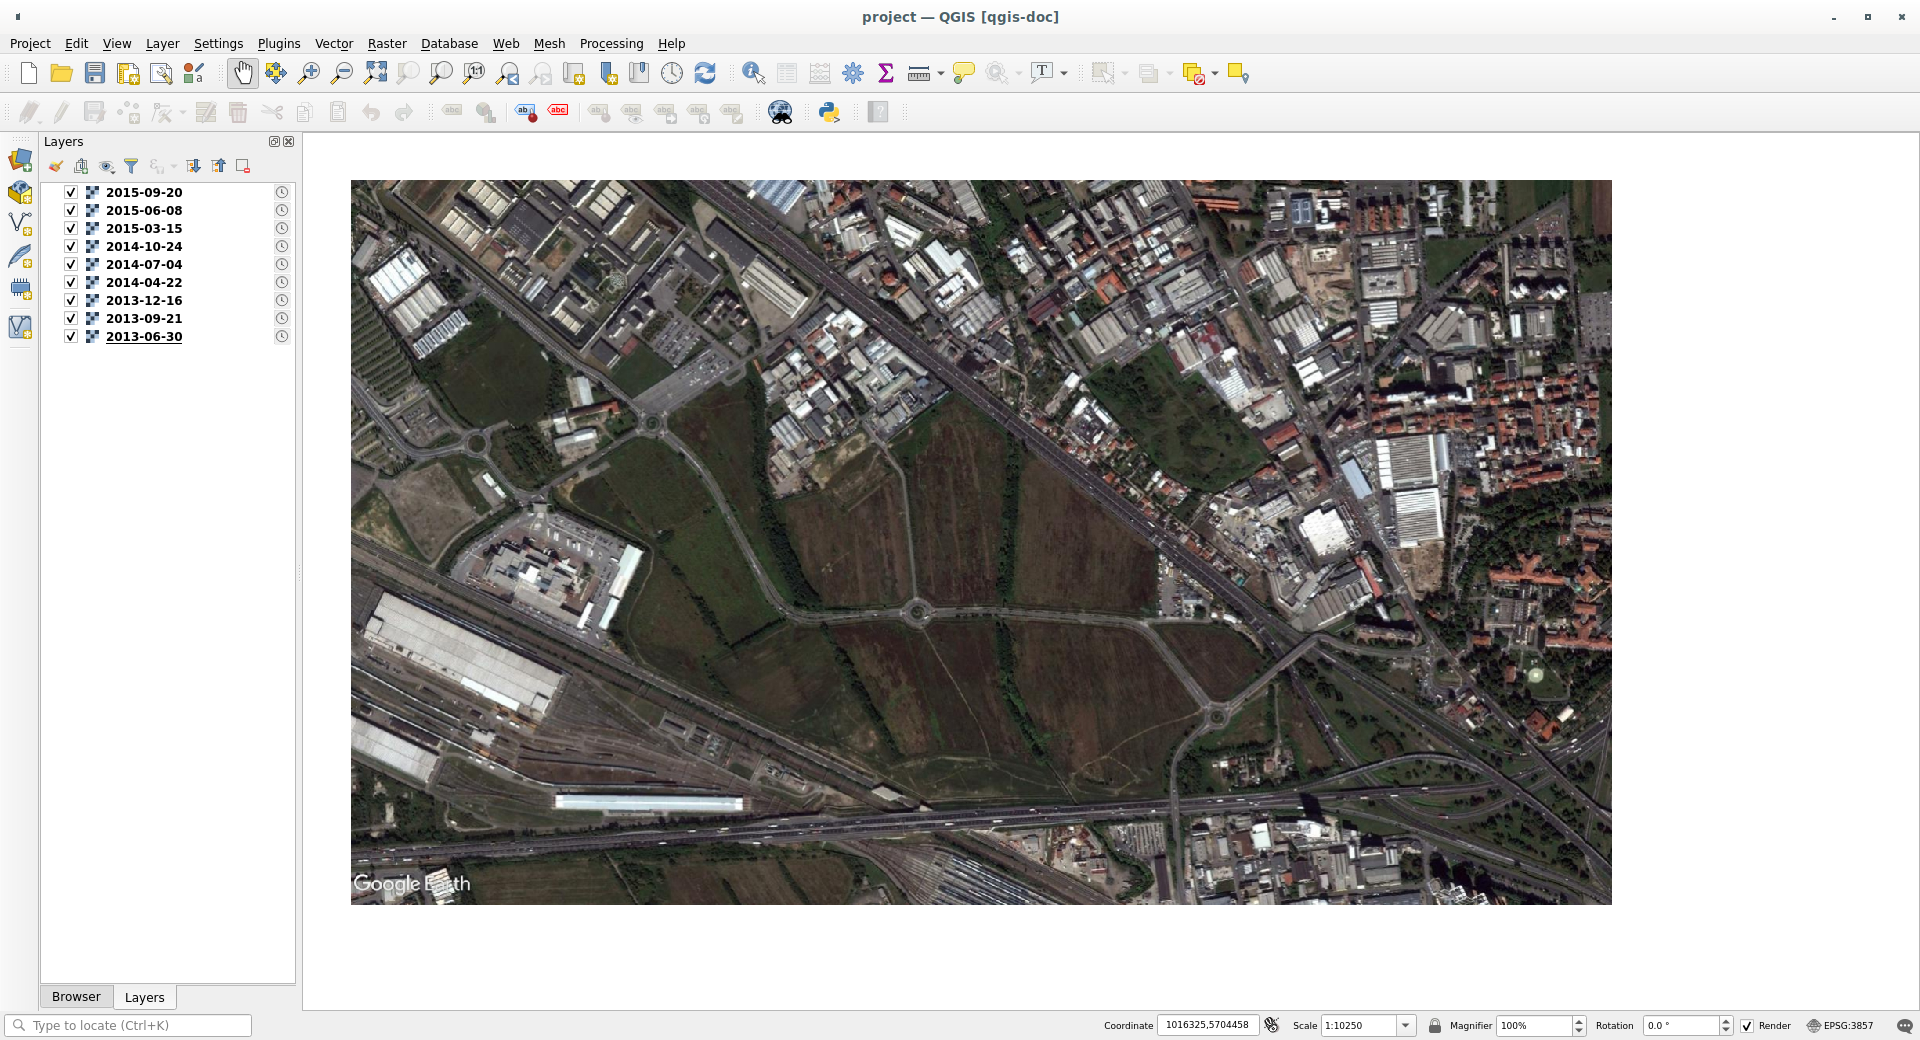 project — QGIS [qgis-doc]
Project Edit View Layer Settings Plugins Vector Raster Database Web Mesh Processing Help
Layers
2015-09-20
2015-06-08
2015-03-15
2014-10-24
2014-07-04
2014-04-22
2013-12-16
2013-09-21
2013-06-30
Google Earth
Browser Layers
Type to locate (Ctrl+K)
Coordinate 1016325,5704458 Scale 1:10250 Magnifier 100% Rotation 0.0 ° Render EPSG:3857